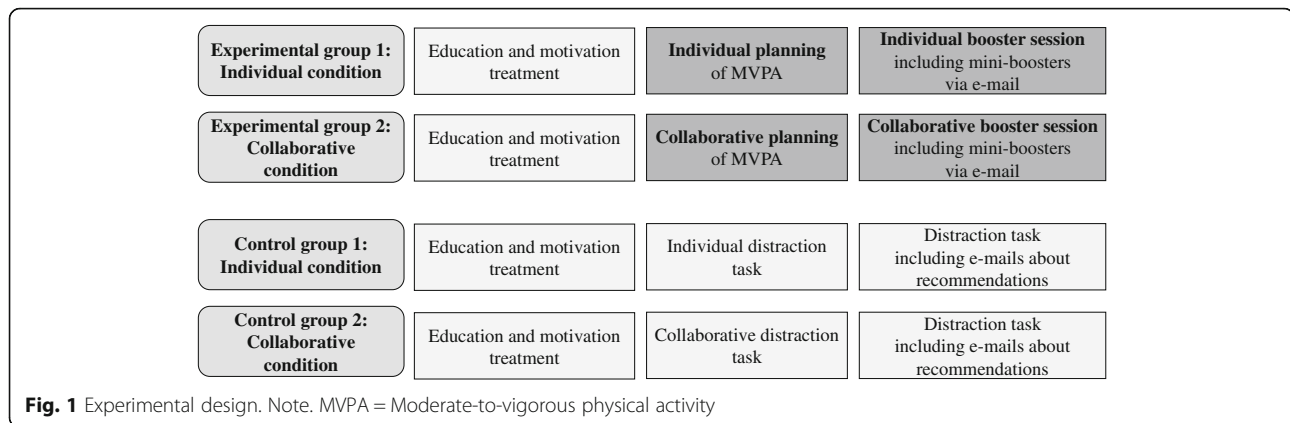 Experimental group 1:
Individual condition
Education and motivation
treatment
Individual planning
of MVPA
Individual booster session
including mini-boosters
via e-mail
Experimental group 2:
Collaborative
condition
Education and motivation
treatment
Collaborative planning
of MVPA
Collaborative booster session
including mini-boosters
via e-mail
Control group 1:
Individual condition
Education and motivation
treatment
Individual distraction
task
Distraction task
including e-mails about
recommendations
Control group 2:
Collaborative
condition
Education and motivation
treatment
Collaborative distraction
task
Distraction task
including e-mails about
recommendations
Fig. 1 Experimental design. Note. MVPA = Moderate-to-vigorous physical activity